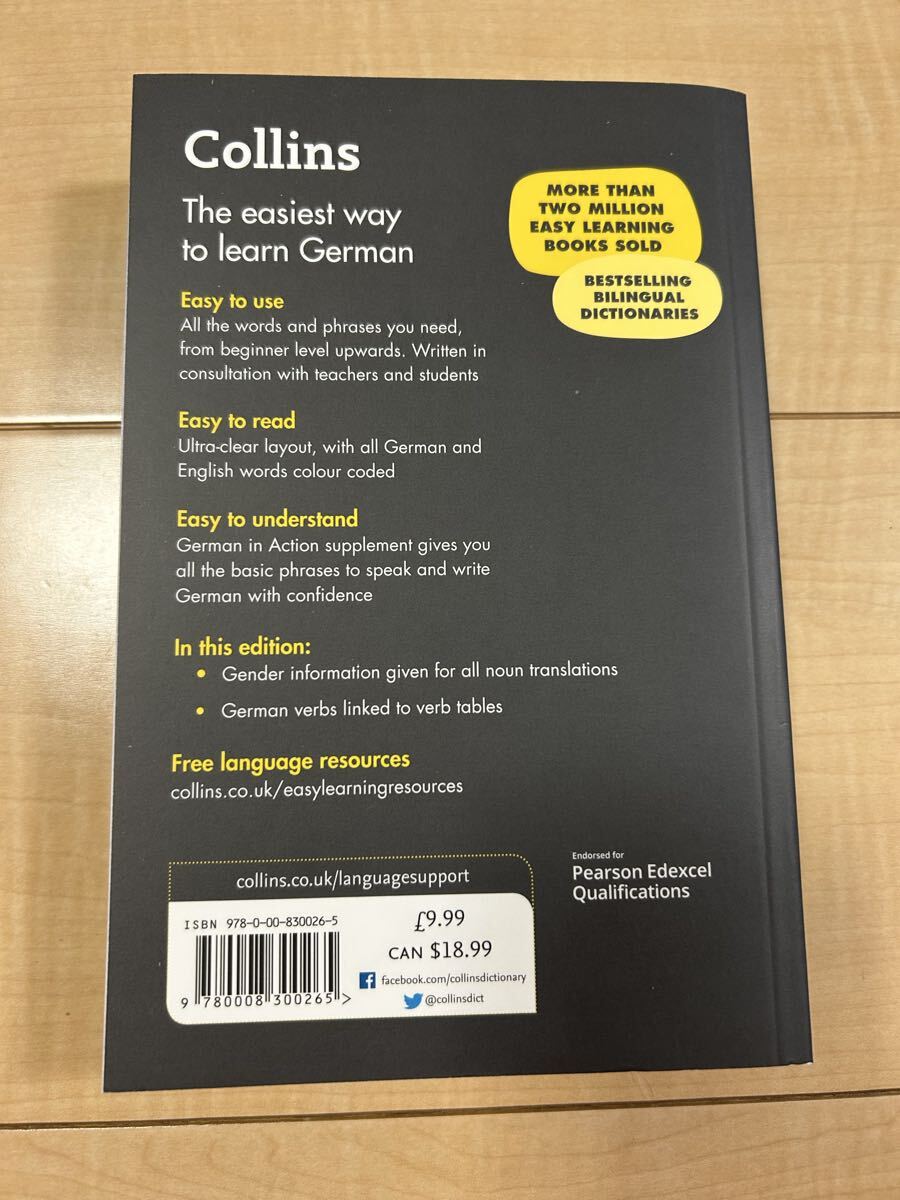 Collins
The easiest way
to learn German
MORE THAN
TWO MILLION
EASY LEARNING
BOOKS SOLD
BESTSELLING
BILINGUAL
DICTIONARIES
Easy to use
All the words and phrases you need,
from beginner level upwards. Written in
consultation with teachers and students
Easy to read
Ultra-clear layout, with all German and
English words colour coded
Easy to understand
German in Action supplement gives you
all the basic phrases to speak and write
German with confidence
In this edition:
• Gender information given for all noun translations
• German verbs linked to verb tables
Free language resources
collins.co.uk/easylearningresources
Endorsed for
Pearson Edexcel
Qualifications
collins.co.uk/languagesupport
ISBN 978-0-00-830026-5
9 780008 300265 >
£9.99
CAN $18.99
facebook.com/collinsdictionary
@collinsdict